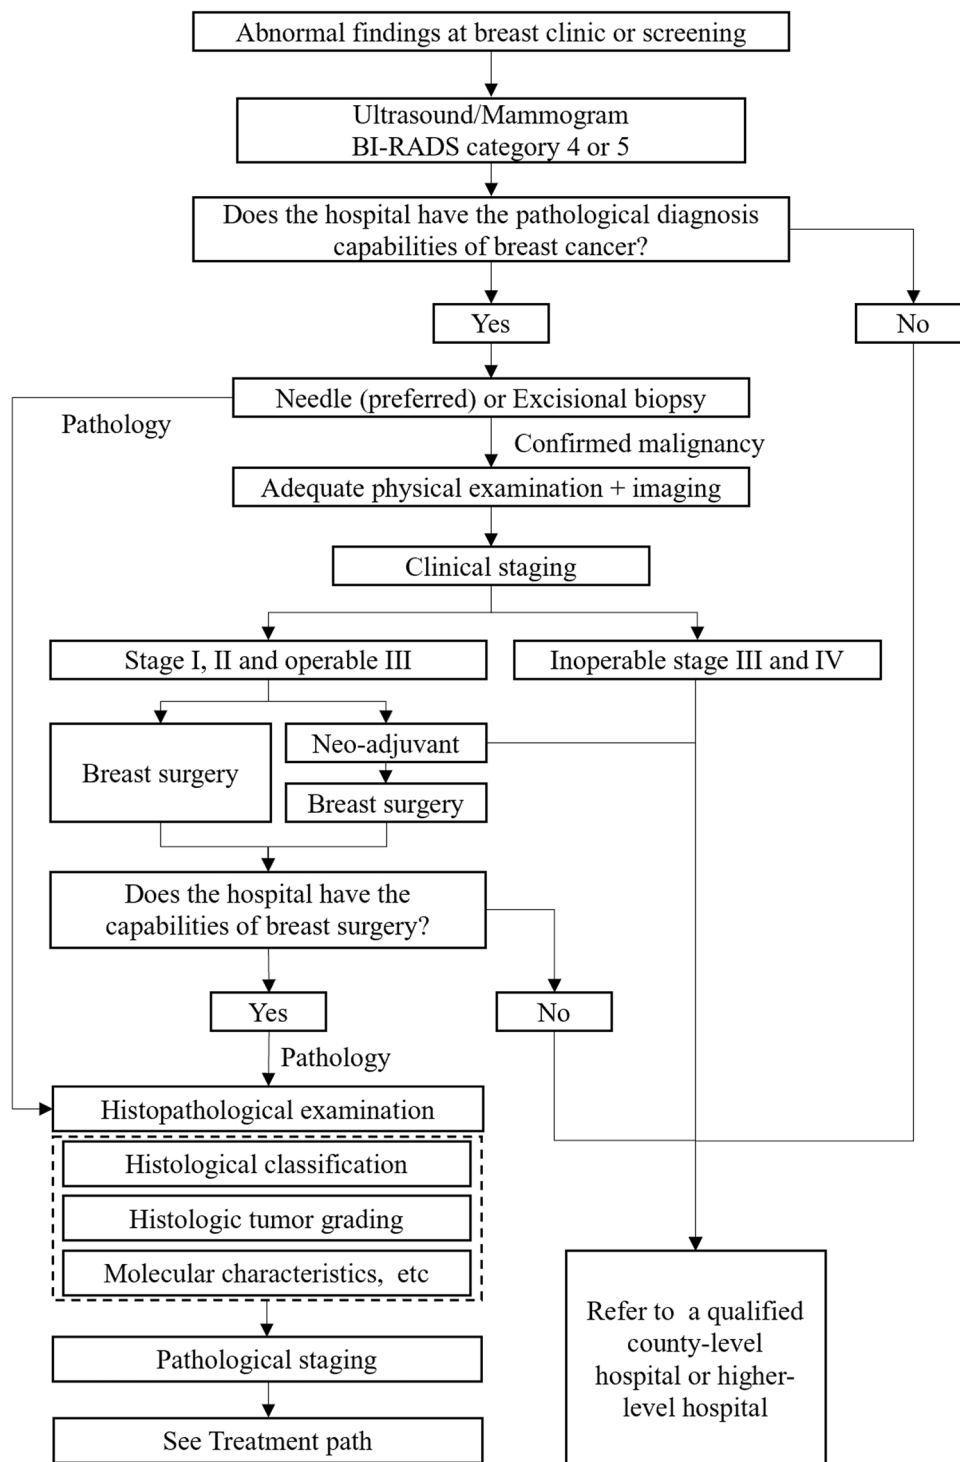 Abnormal findings at breast clinic or screening
Ultrasound/Mammogram
BI-RADS category 4 or 5
Does the hospital have the pathological diagnosis
capabilities of breast cancer?
Yes
No
Needle (preferred) or Excisional biopsy
Pathology
Confirmed malignancy
Adequate physical examination + imaging
Clinical staging
Stage I, II and operable III
Inoperable stage III and IV
Breast surgery
Neo-adjuvant
Breast surgery
Does the hospital have the
capabilities of breast surgery?
Yes
No
Pathology
Histopathological examination
Histological classification
Histologic tumor grading
Molecular characteristics, etc
Pathological staging
See Treatment path
Refer to a qualified
county-level
hospital or higher-
level hospital